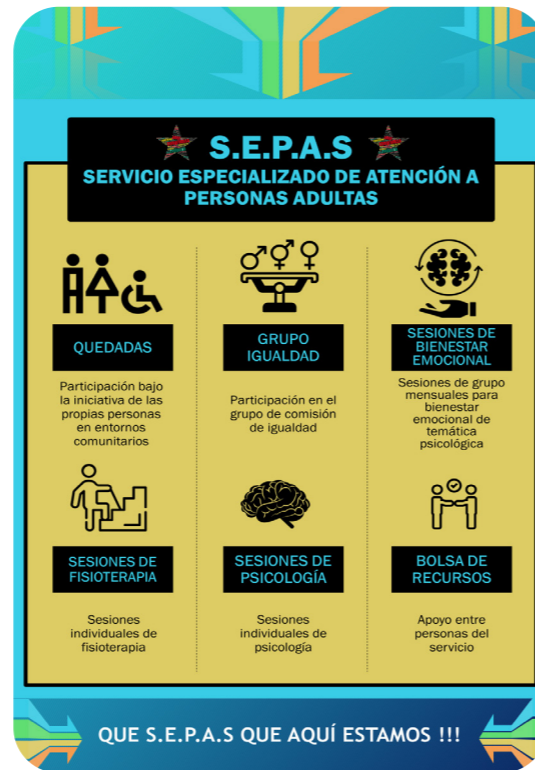 S.E.P.A.S
SERVICIO ESPECIALIZADO DE ATENCIÓN A
PERSONAS ADULTAS
QUEDADAS
Participación bajo
la iniciativa de las
propias personas
en entornos
comunitarios
GRUPO
IGUALDAD
Participación en el
grupo de comisión
de igualdad
SESIONES DE
BIENESTAR
EMOCIONAL
Sesiones de grupo
mensuales para
bienestar
emocional de
temática
psicológica
SESIONES DE
FISIOTERAPIA
Sesiones
individuales de
fisioterapia
SESIONES DE
PSICOLOGÍA
Sesiones
individuales de
psicología
BOLSA DE
RECURSOS
Apoyo entre
personas del
servicio
QUE S.E.P.A.S QUE AQUÍ ESTAMOS !!!